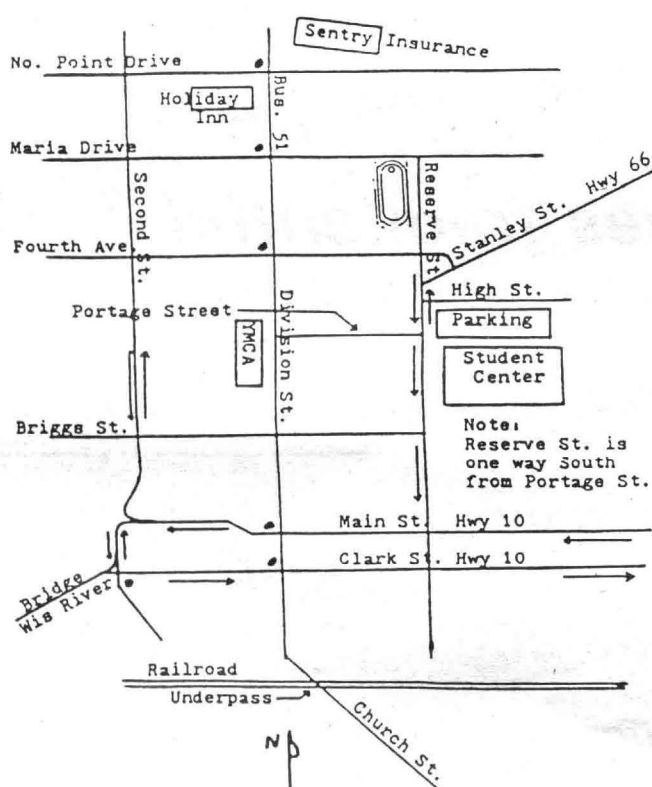 Sentry Insurance
No. Point Drive
Bus. 51
Holiday
Inn
Maria Drive
Second St.
Reserve St.
Stanley St. Hwy 66
Fourth Ave.
High St.
Portage Street
Division St.
YMCA
Parking
Student
Center
Briggs St.
Note:
Reserve St. is
one way South
from Portage St.
Main St. Hwy 10
Clark St. Hwy 10
Bridge
Wis River
Railroad
Underpass
Church St.
N